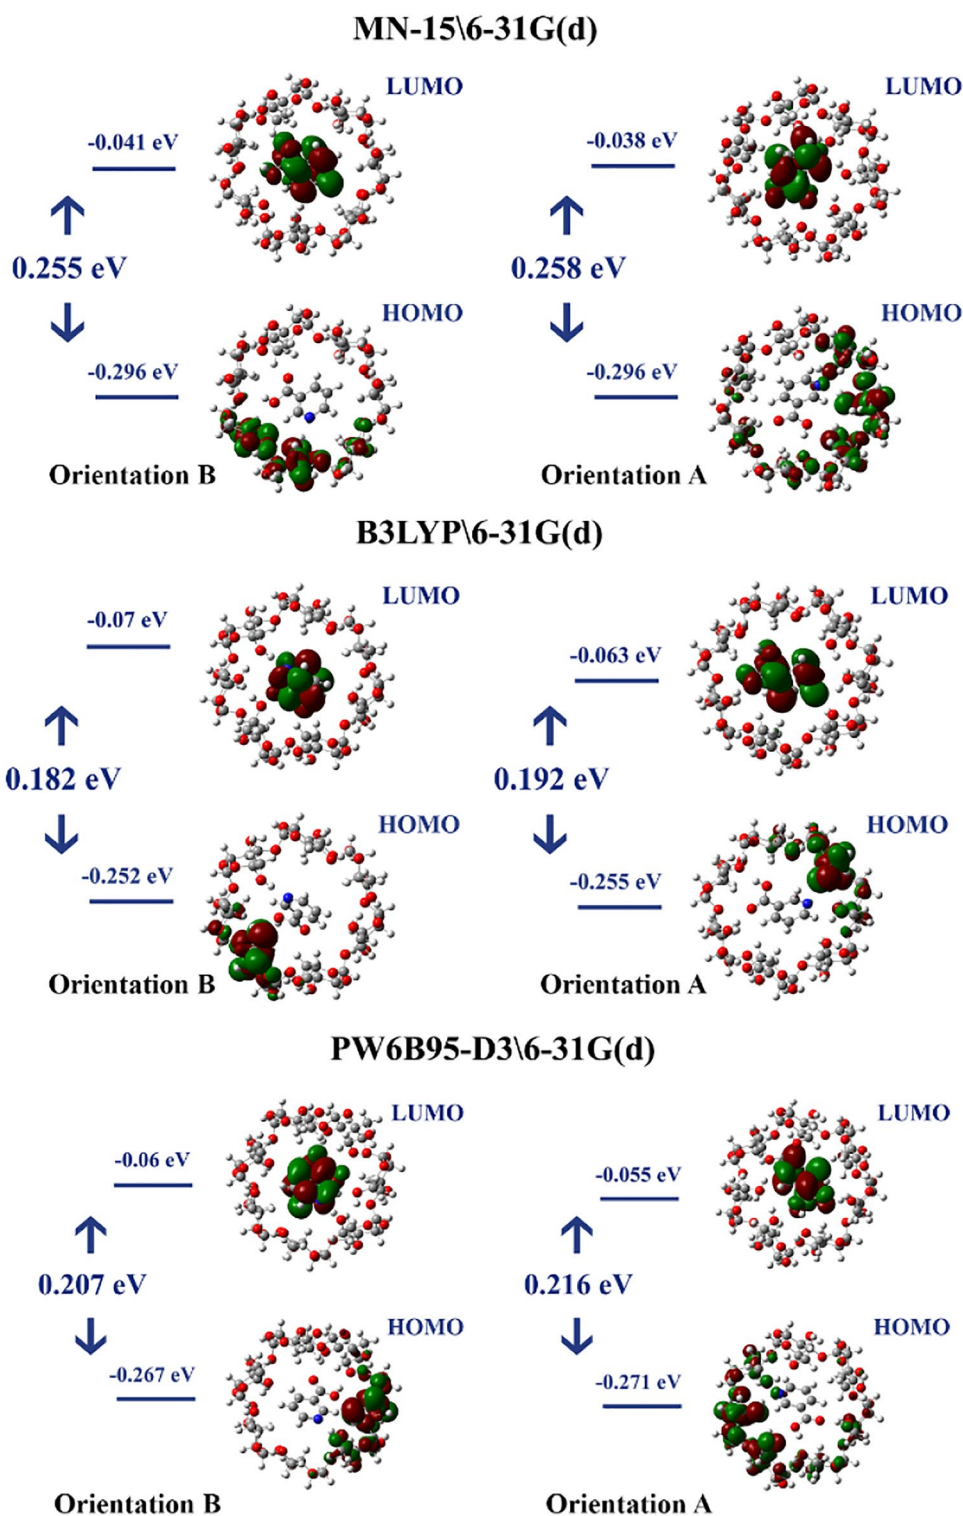 MN-15\6-31G(d)
LUMO
LUMO
-0.041 eV
-0.038 eV
0.255 eV
0.258 eV
HOMO
HOMO
-0.296 eV
-0.296 eV
Orientation B
Orientation A
B3LYP\6-31G(d)
LUMO
LUMO
-0.07 eV
-0.063 eV
0.182 eV
0.192 eV
HOMO
HOMO
-0.252 eV
-0.255 eV
Orientation B
Orientation A
PW6B95-D3\6-31G(d)
LUMO
LUMO
-0.06 eV
-0.055 eV
0.207 eV
0.216 eV
HOMO
HOMO
-0.267 eV
-0.271 eV
Orientation B
Orientation A